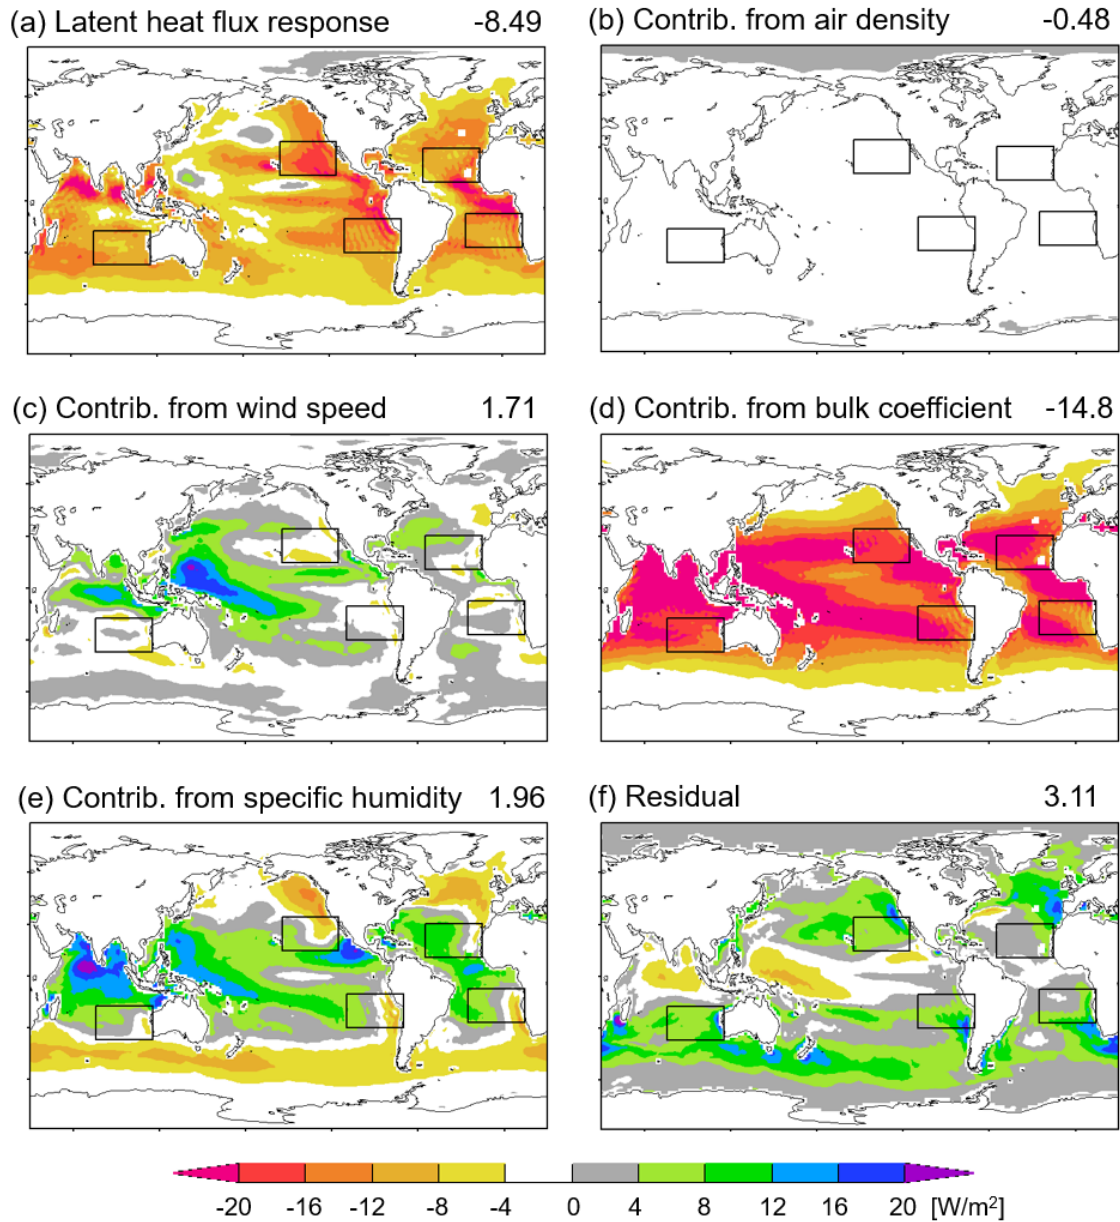 (a) Latent heat flux response -8.49
(b) Contrib. from air density -0.48
(c) Contrib. from wind speed 1.71
(d) Contrib. from bulk coefficient -14.8
(e) Contrib. from specific humidity 1.96
(f) Residual 3.11
-20 -16 -12 -8 -4 0 4 8 12 16 20 [W/m²]